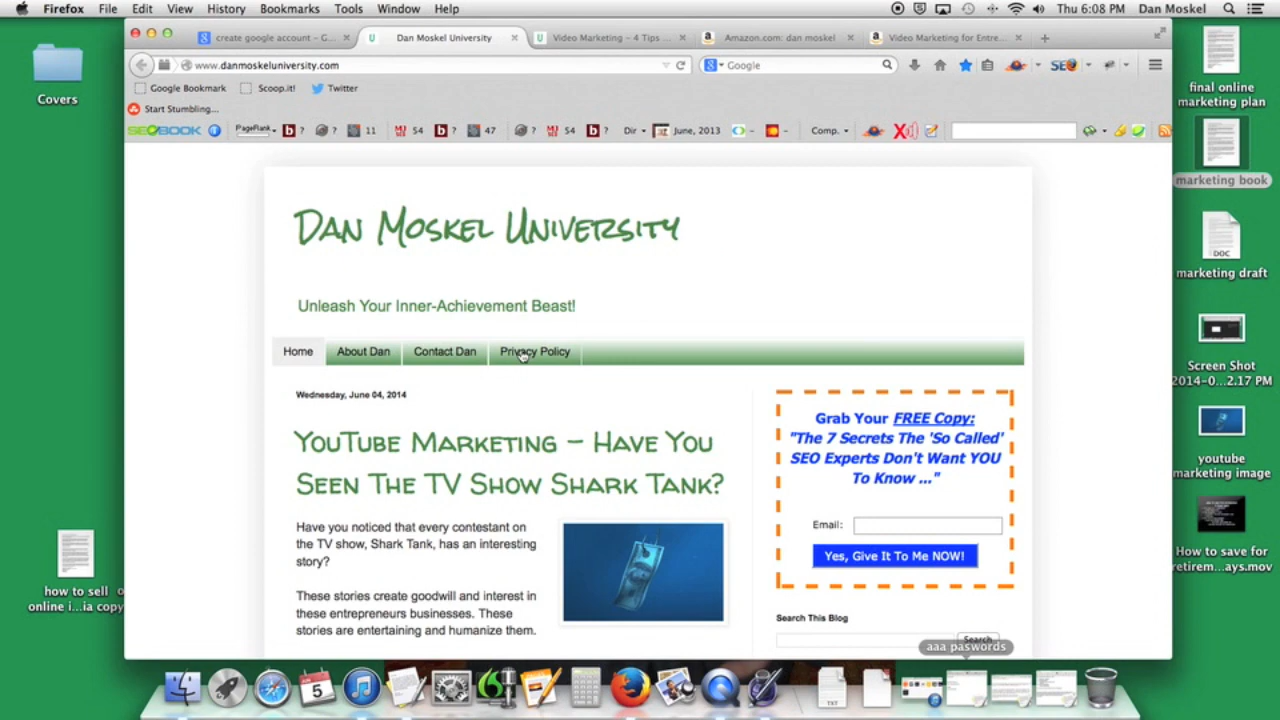 Firefox File Edit View History Bookmarks Tools Window Help
Thu 6:08 PM Dan Moskel
create google account – G...
Dan Moskel University
Video Marketing – 4 Tips ...
Amazon.com: dan moskel
Video Marketing for Entre...
www.danmoskeluniversity.com
Google
Google Bookmark
Scoop.it!
Twitter
Start Stumbling...
SEOBOOK
PageRank
b ?
?
11
54
b ?
47
?
54
b ?
Dir
June, 2013
Comp.
Covers
final online
marketing plan
marketing book
DOC
marketing draft
Screen Shot
2014-0...2.17 PM
youtube
marketing image
How to save for
retirem...ays.mov
how to sell
online i...ia copy
Dan Moskel University
Unleash Your Inner-Achievement Beast!
Home
About Dan
Contact Dan
Privacy Policy
Wednesday, June 04, 2014
YouTube Marketing – Have You
Seen The TV Show Shark Tank?
Have you noticed that every contestant on
the TV show, Shark Tank, has an interesting
story?
These stories create goodwill and interest in
these entrepreneurs businesses. These
stories are entertaining and humanize them.
Grab Your FREE Copy:
"The 7 Secrets The 'So Called'
SEO Experts Don't Want YOU
To Know ..."
Email:
Yes, Give It To Me NOW!
Search This Blog
Search
aaa paswords
5
TXT